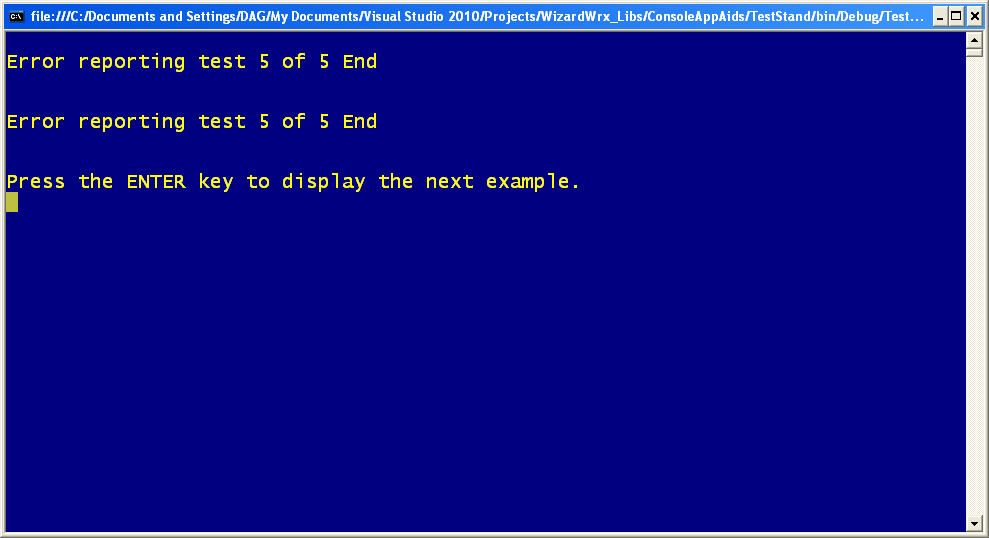 file:///C:/Documents and Settings/DAG/My Documents/Visual Studio 2010/Projects/WizardWrx_Libs/ConsoleAppAids/TestStand/bin/Debug/Test...
Error reporting test 5 of 5 End
Error reporting test 5 of 5 End
Press the ENTER key to display the next example.